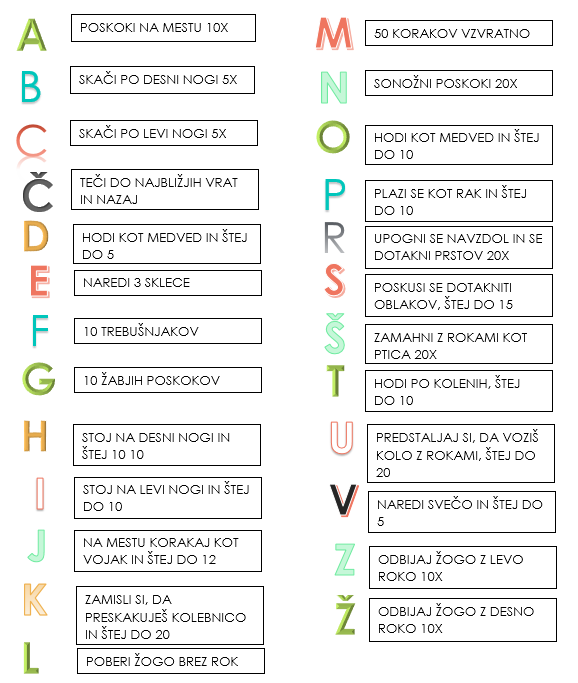 A
POSKOKI NA MESTU 10X
B
SKAČI PO DESNI NOGI 5X
C
SKAČI PO LEVI NOGI 5X
Č
TEČI DO NAJBLIŽJIH VRAT
IN NAZAJ
D
HODI KOT MEDVED IN ŠTEJ
DO 5
E
NAREDI 3 SKLECE
F
10 TREBUŠNJAKOV
G
10 ŽABJIH POSKOKOV
H
STOJ NA DESNI NOGI IN
ŠTEJ 10 10
I
STOJ NA LEVI NOGI IN ŠTEJ
DO 10
J
NA MESTU KORAKAJ KOT
VOJAK IN ŠTEJ DO 12
K
ZAMISLI SI, DA
PRESKAKUJEŠ KOLEBNICO
IN ŠTEJ DO 20
L
POBERI ŽOGO BREZ ROK
M
50 KORAKOV VZVRATNO
N
SONOŽNI POSKOKI 20X
O
HODI KOT MEDVED IN ŠTEJ
DO 10
P
PLAZI SE KOT RAK IN ŠTEJ
DO 10
R
UPOGNI SE NAVZDOL IN SE
DOTAKNI PRSTOV 20X
S
POSKUSI SE DOTAKNITI
OBLAKOV, ŠTEJ DO 15
Š
ZAMAHNI Z ROKAMI KOT
PTICA 20X
T
HODI PO KOLENIH, ŠTEJ
DO 10
U
PREDSTALJAJ SI, DA VOZIŠ
KOLO Z ROKAMI, ŠTEJ DO
20
V
NAREDI SVEČO IN ŠTEJ DO
5
Z
ODBIJAJ ŽOGO Z LEVO
ROKO 10X
Ž
ODBIJAJ ŽOGO Z DESNO
ROKO 10X